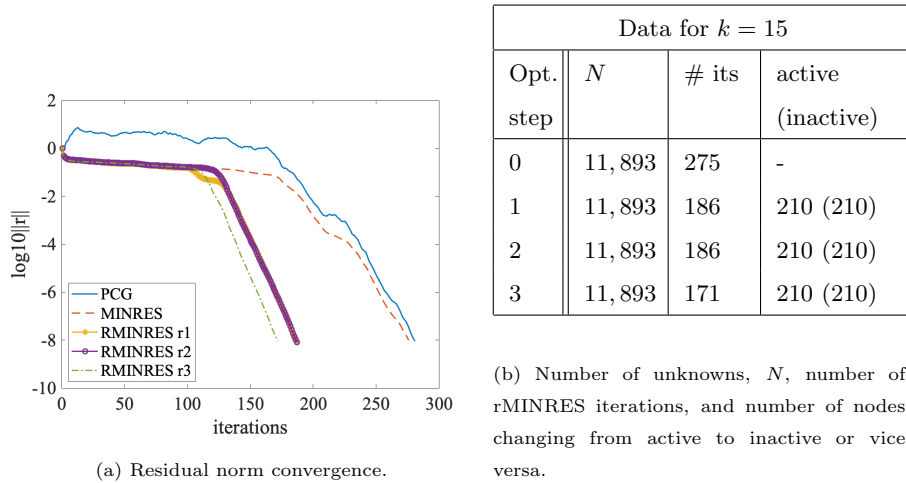 2
0
-2
-4
-6
-8
-10
0
50
100
150
200
250
300
log10||r||
iterations
PCG
MINRES
RMINRES r1
RMINRES r2
RMINRES r3
(a) Residual norm convergence.
Data for k = 15
Opt. step N # its active (inactive)
0 11,893 275 -
1 11,893 186 210 (210)
2 11,893 186 210 (210)
3 11,893 171 210 (210)
(b) Number of unknowns, N, number of
rMINRES iterations, and number of nodes
changing from active to inactive or vice
versa.